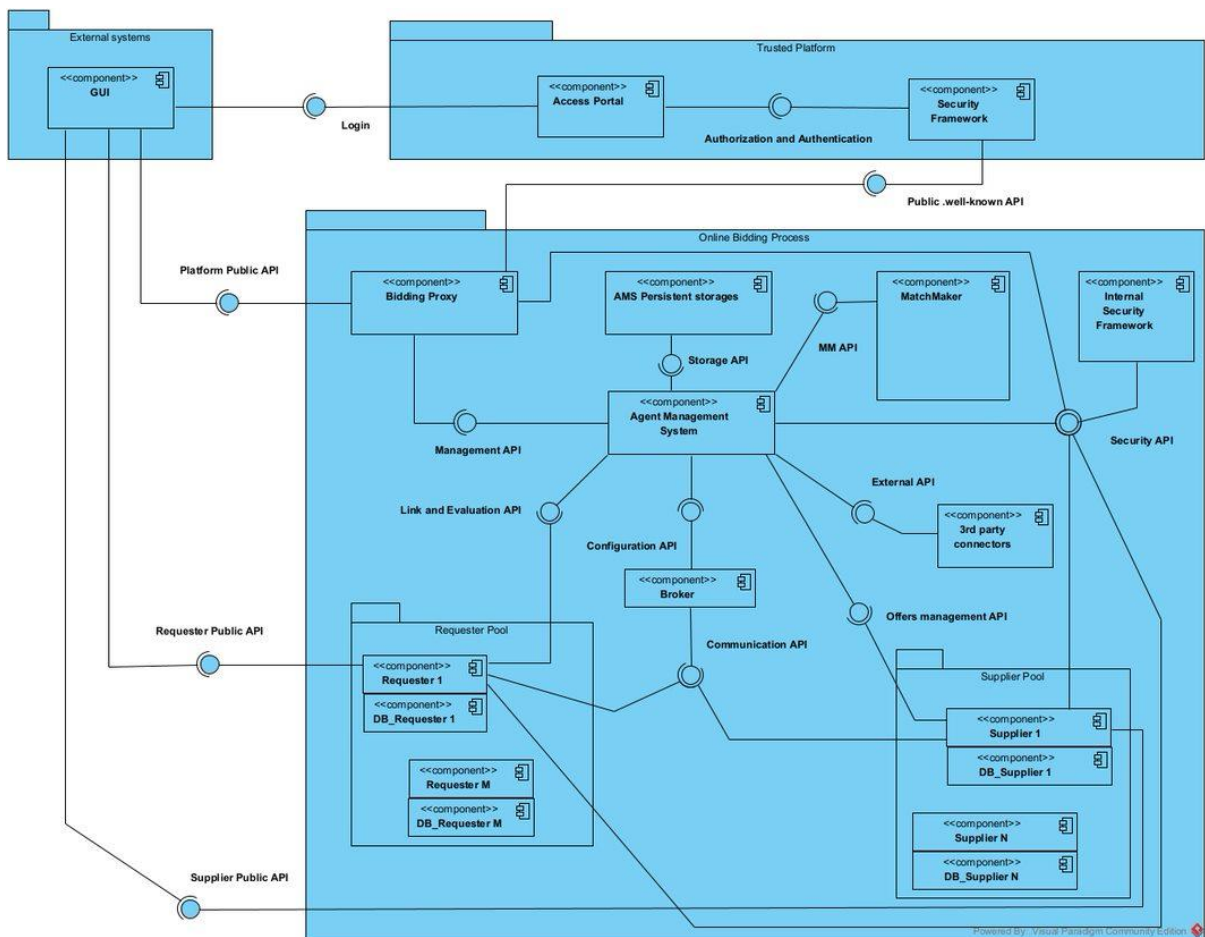 External systems
<<component>>
GUI
Login
Trusted Platform
<<component>>
Access Portal
Authorization and Authentication
<<component>>
Security
Framework
Public .well-known API
Online Bidding Process
Platform Public API
<<component>>
Bidding Proxy
<<component>>
AMS Persistent storages
<<component>>
MatchMaker
<<component>>
Internal
Security
Framework
MM API
Storage API
<<component>>
Agent Management
System
Management API
Security API
External API
Link and Evaluation API
<<component>>
3rd party
connectors
Configuration API
<<component>>
Broker
Offers management API
Requester Public API
Requester Pool
Communication API
<<component>>
Requester 1
<<component>>
DB_Requester 1
<<component>>
Requester M
<<component>>
DB_Requester M
Supplier Pool
<<component>>
Supplier 1
<<component>>
DB_Supplier 1
<<component>>
Supplier N
<<component>>
DB_Supplier N
Supplier Public API
Powered By: Visual Paradigm Community Edition